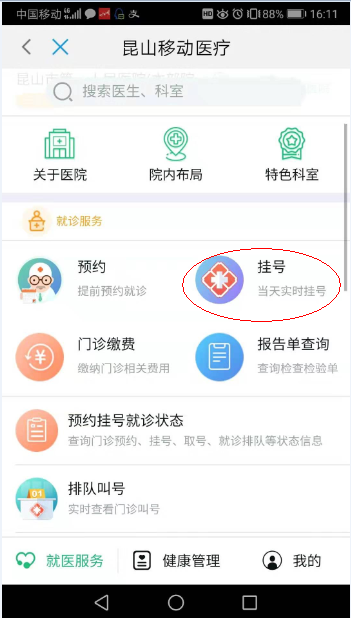 中国移动 88% 16:11
昆山移动医疗
搜索医生、科室
关于医院 院内布局 特色科室
就诊服务
预约 挂号
提前预约就诊 当天实时挂号
门诊缴费 报告单查询
缴纳门诊相关费用 查询检查检验单
预约挂号就诊状态
查询门诊预约、挂号、取号、就诊排队等状态信息
01
排队叫号
实时查看门诊叫号
就医服务 健康管理 我的